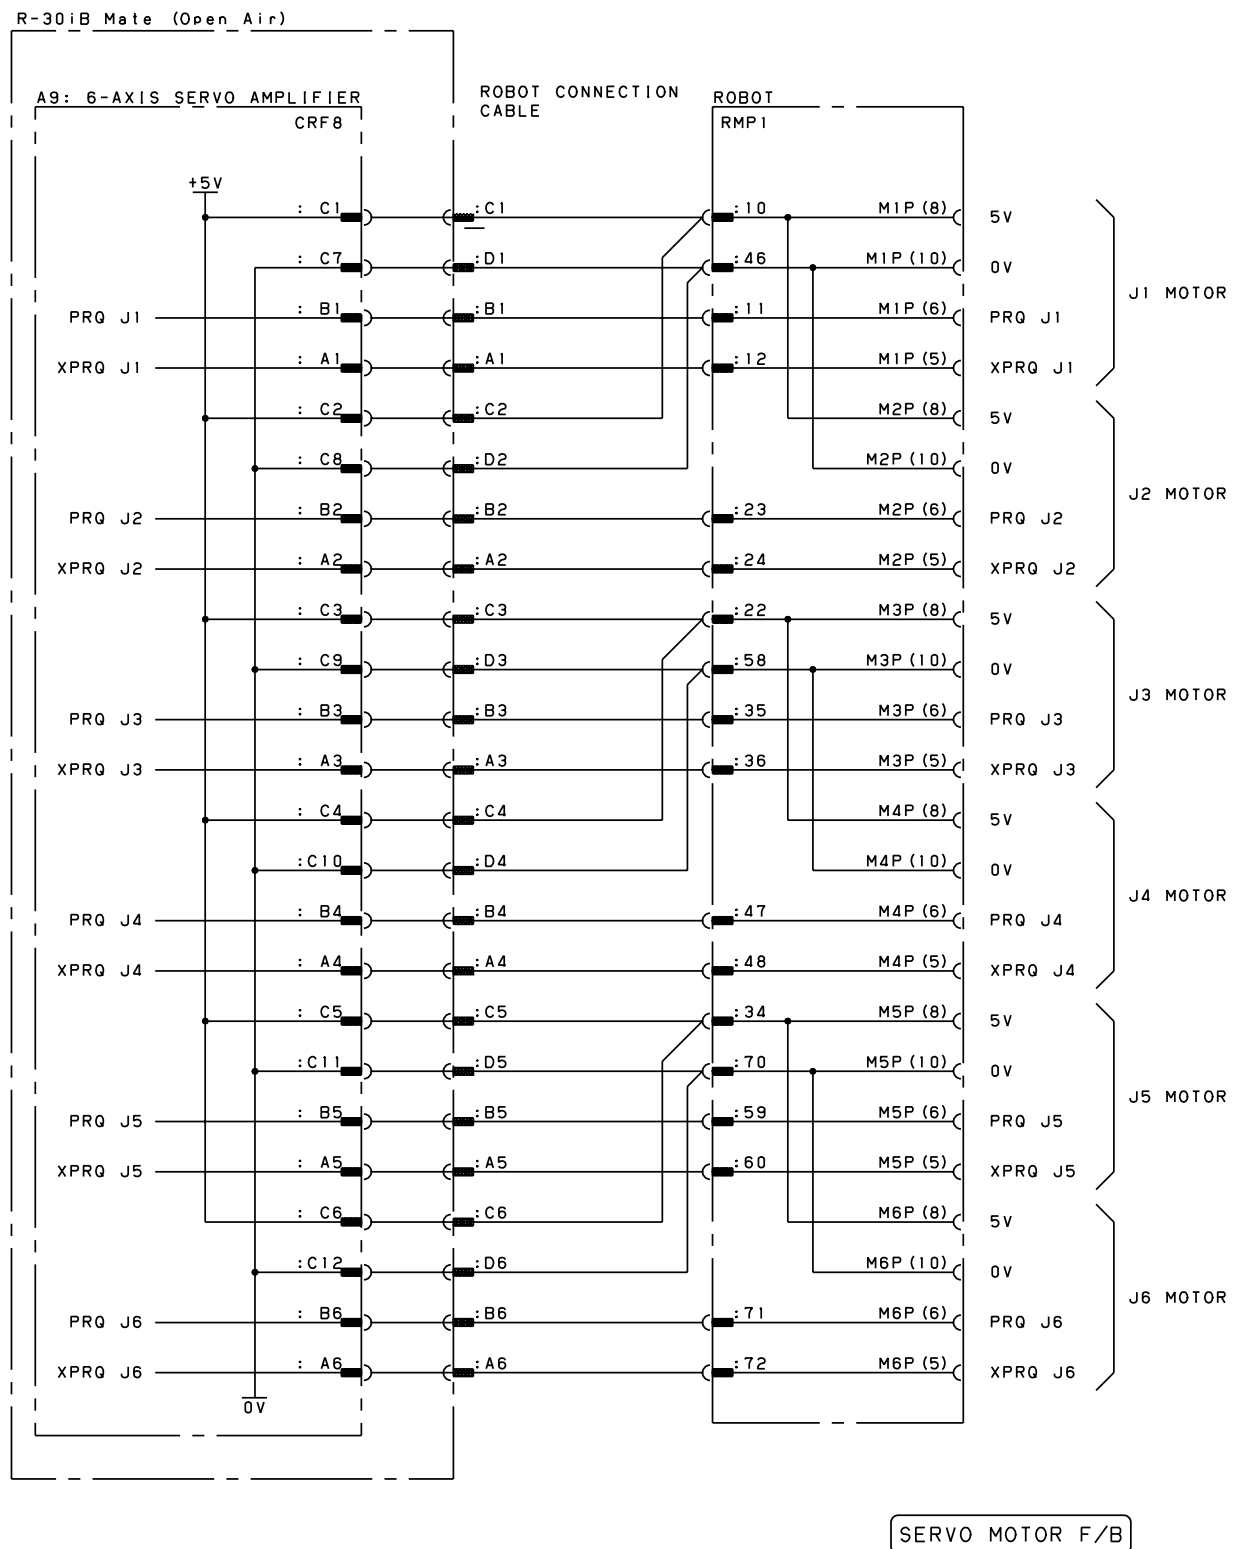 R-30iB Mate (Open Air)
A9: 6-AXIS SERVO AMPLIFIER
CRF8
ROBOT CONNECTION
CABLE
ROBOT
RMP1
+5V
: C1 :C1 :10 M1P(8) 5V
: C7 :D1 :46 M1P(10) 0V
J1 MOTOR
PRQ J1 : B1 :B1 :11 M1P(6) PRQ J1
XPRQ J1 : A1 :A1 :12 M1P(5) XPRQ J1
: C2 :C2 M2P(8) 5V
: C8 :D2 M2P(10) 0V
J2 MOTOR
PRQ J2 : B2 :B2 :23 M2P(6) PRQ J2
XPRQ J2 : A2 :A2 :24 M2P(5) XPRQ J2
: C3 :C3 :22 M3P(8) 5V
: C9 :D3 :58 M3P(10) 0V
J3 MOTOR
PRQ J3 : B3 :B3 :35 M3P(6) PRQ J3
XPRQ J3 : A3 :A3 :36 M3P(5) XPRQ J3
: C4 :C4 M4P(8) 5V
:C10 :D4 M4P(10) 0V
J4 MOTOR
PRQ J4 : B4 :B4 :47 M4P(6) PRQ J4
XPRQ J4 : A4 :A4 :48 M4P(5) XPRQ J4
: C5 :C5 :34 M5P(8) 5V
:C11 :D5 :70 M5P(10) 0V
J5 MOTOR
PRQ J5 : B5 :B5 :59 M5P(6) PRQ J5
XPRQ J5 : A5 :A5 :60 M5P(5) XPRQ J5
: C6 :C6 M6P(8) 5V
:C12 :D6 M6P(10) 0V
J6 MOTOR
PRQ J6 : B6 :B6 :71 M6P(6) PRQ J6
XPRQ J6 : A6 :A6 :72 M6P(5) XPRQ J6
0V
SERVO MOTOR F/B